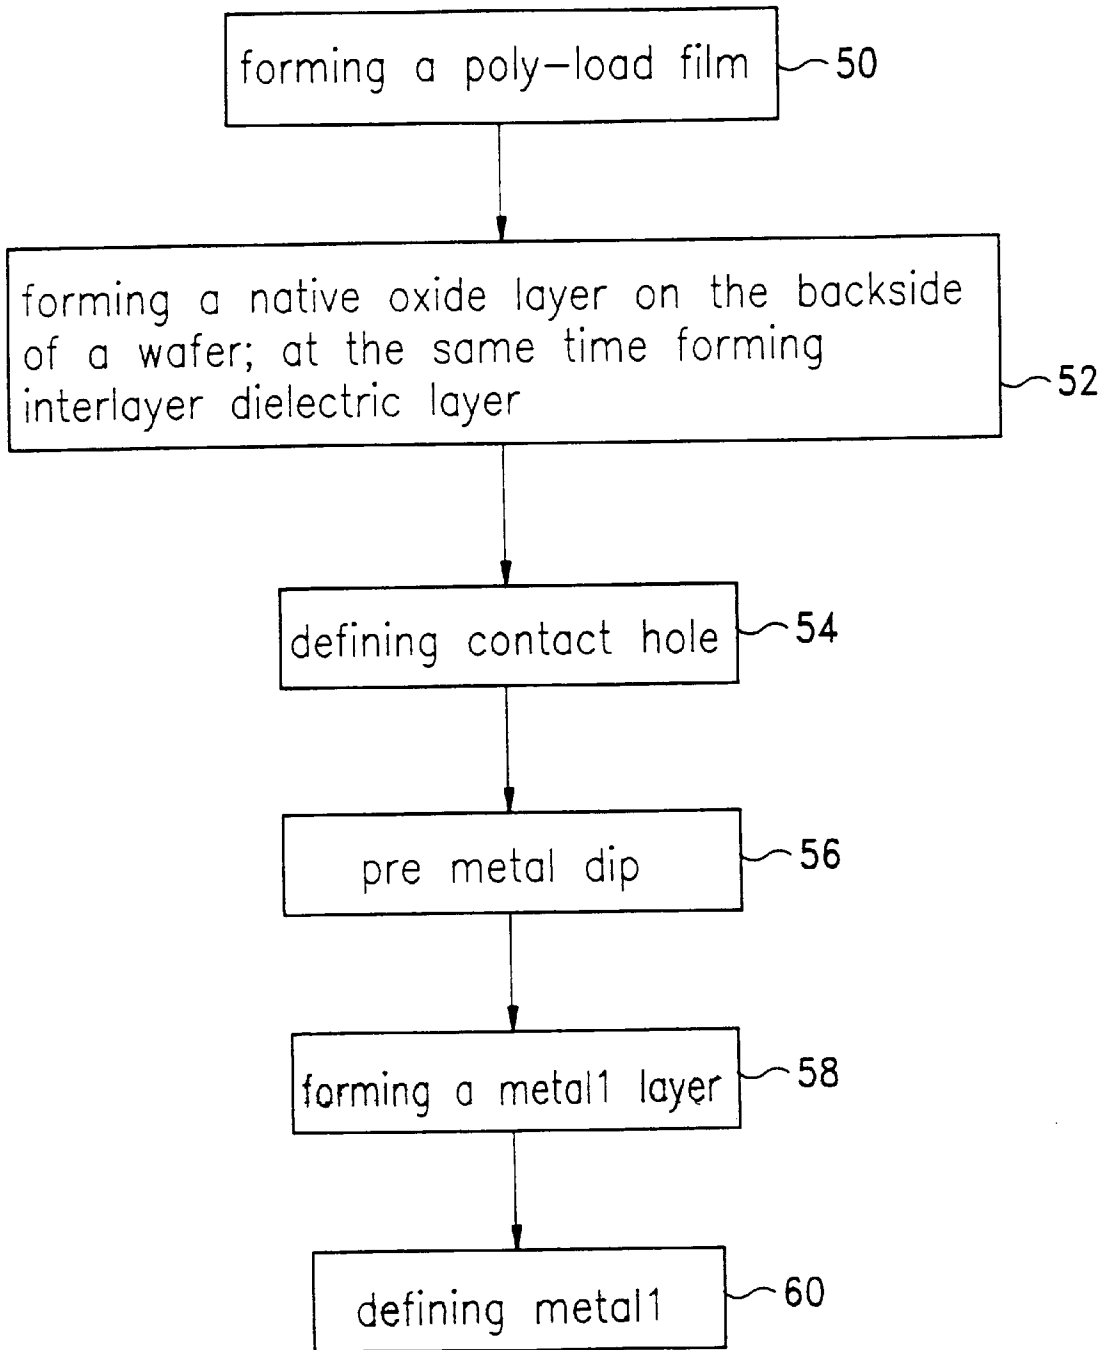 forming a poly-load film
50
forming a native oxide layer on the backside
of a wafer; at the same time forming
interlayer dielectric layer
52
defining contact hole
54
pre metal dip
56
forming a metal1 layer
58
defining metal1
60